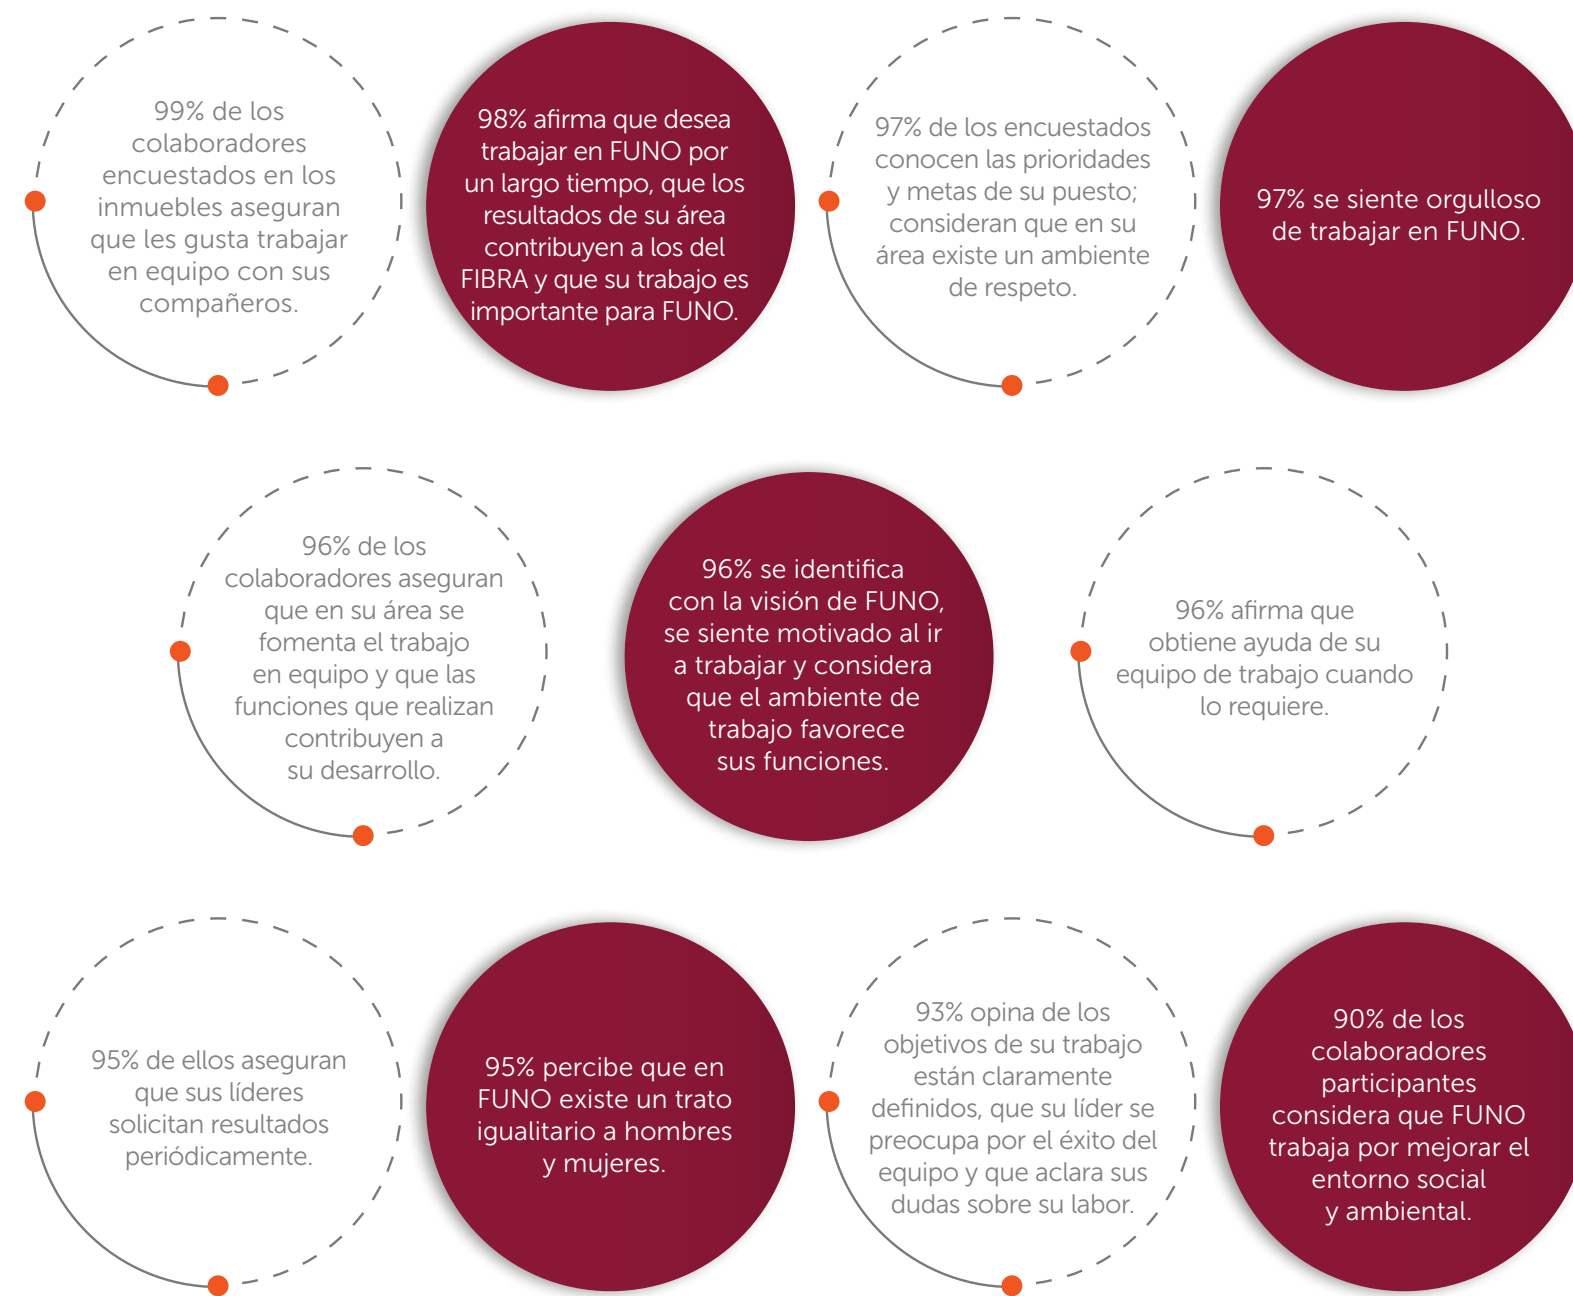 99% de los
colaboradores
encuestados en los
inmuebles aseguran
que les gusta trabajar
en equipo con sus
compañeros.
98% afirma que desea
trabajar en FUNO por
un largo tiempo, que los
resultados de su área
contribuyen a los del
FIBRA y que su trabajo es
importante para FUNO.
97% de los encuestados
conocen las prioridades
y metas de su puesto;
consideran que en su
área existe un ambiente
de respeto.
97% se siente orgulloso
de trabajar en FUNO.
96% de los
colaboradores aseguran
que en su área se
fomenta el trabajo
en equipo y que las
funciones que realizan
contribuyen a
su desarrollo.
96% se identifica
con la visión de FUNO,
se siente motivado al ir
a trabajar y considera
que el ambiente de
trabajo favorece
sus funciones.
96% afirma que
obtiene ayuda de su
equipo de trabajo cuando
lo requiere.
95% de ellos aseguran
que sus líderes
solicitan resultados
periódicamente.
95% percibe que en
FUNO existe un trato
igualitario a hombres
y mujeres.
93% opina de los
objetivos de su trabajo
están claramente
definidos, que su líder se
preocupa por el éxito del
equipo y que aclara sus
dudas sobre su labor.
90% de los
colaboradores
participantes
considera que FUNO
trabaja por mejorar el
entorno social
y ambiental.